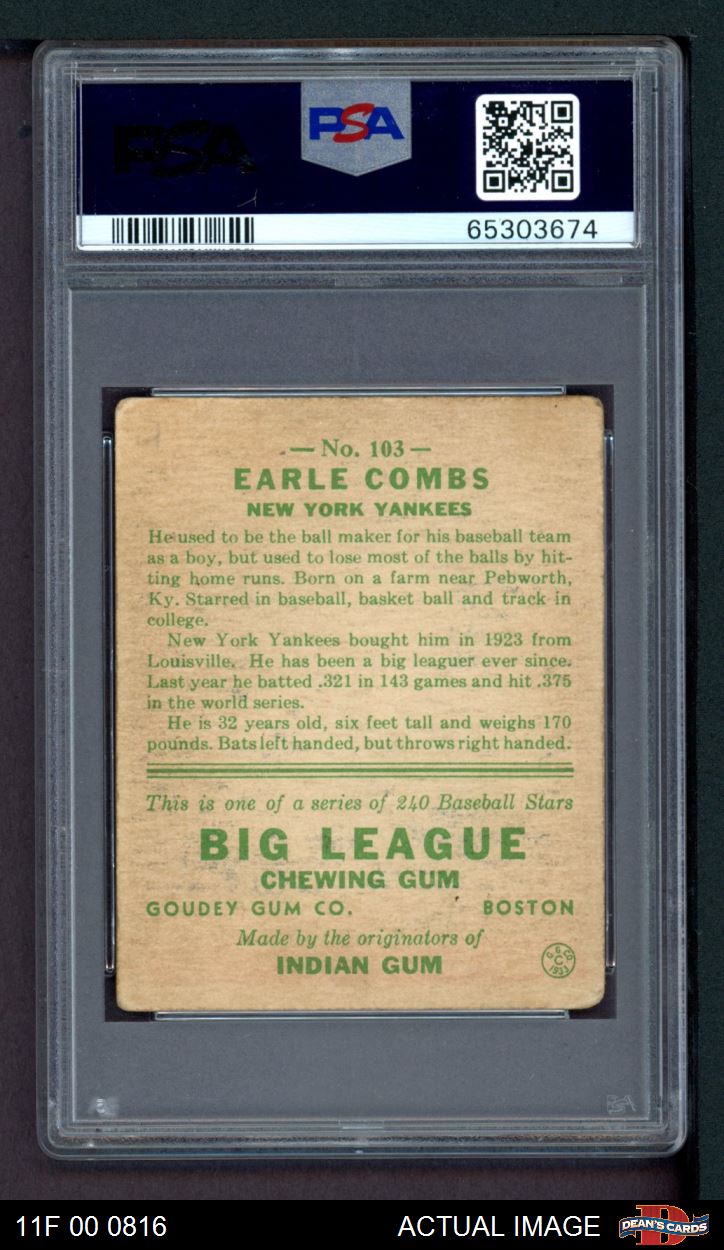 PSA
PSA
65303674
— No. 103 —
EARLE COMBS
NEW YORK YANKEES
He used to be the ball maker for his baseball team
as a boy, but used to lose most of the balls by hit-
ting home runs. Born on a farm near Pebworth,
Ky. Starred in baseball, basket ball and track in
college.
New York Yankees bought him in 1923 from
Louisville. He has been a big leaguer ever since.
Last year he batted .321 in 143 games and hit .375
in the world series.
He is 32 years old, six feet tall and weighs 170
pounds. Bats left handed, but throws right handed.
This is one of a series of 240 Baseball Stars
BIG LEAGUE
CHEWING GUM
GOUDEY GUM CO. BOSTON
Made by the originators of
INDIAN GUM
G. G. CO.
C
1933
PSA
11F 00 0816 ACTUAL IMAGE DEAN'S CARDS